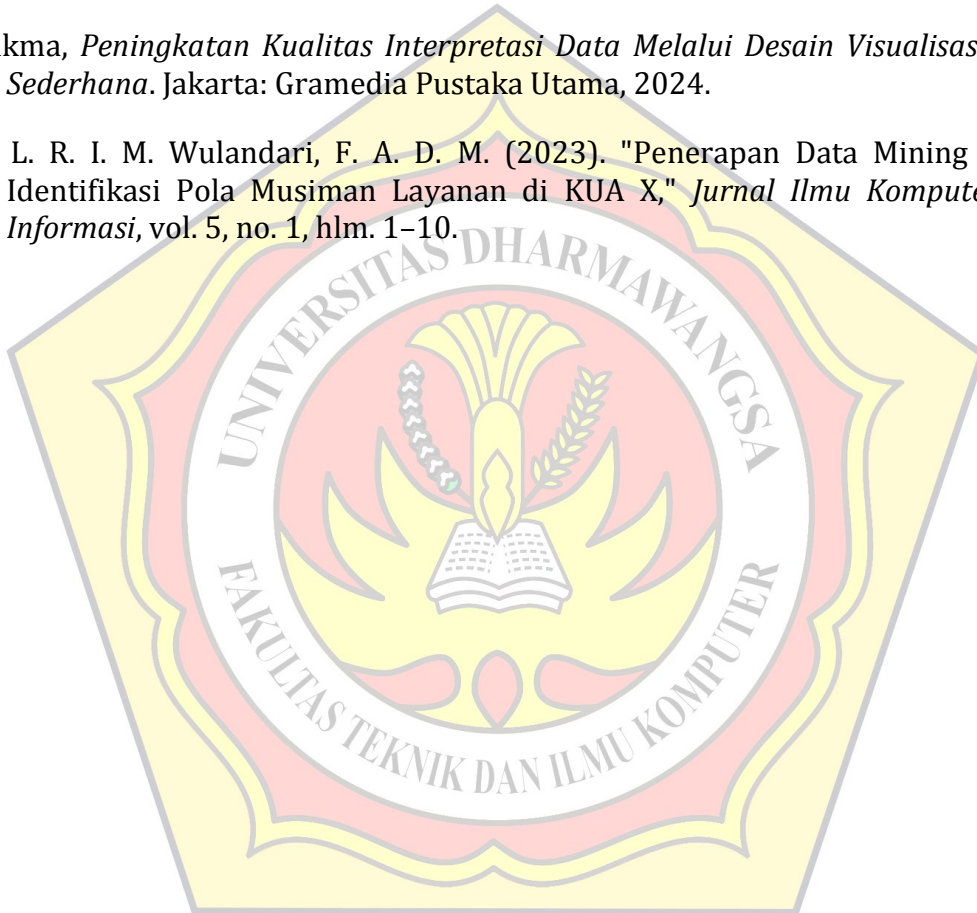 ikma, Peningkatan Kualitas Interpretasi Data Melalui Desain Visualisas
Sederhana. Jakarta: Gramedia Pustaka Utama, 2024.
L. R. I. M. Wulandari, F. A. D. M. (2023). "Penerapan Data Mining
Identifikasi Pola Musiman Layanan di KUA X," Jurnal Ilmu Kompute
Informasi, vol. 5, no. 1, hlm. 1–10.
UNIVERSITAS DHARMAWANGSA
FAKULTAS TEKNIK DAN ILMU KOMPUTER